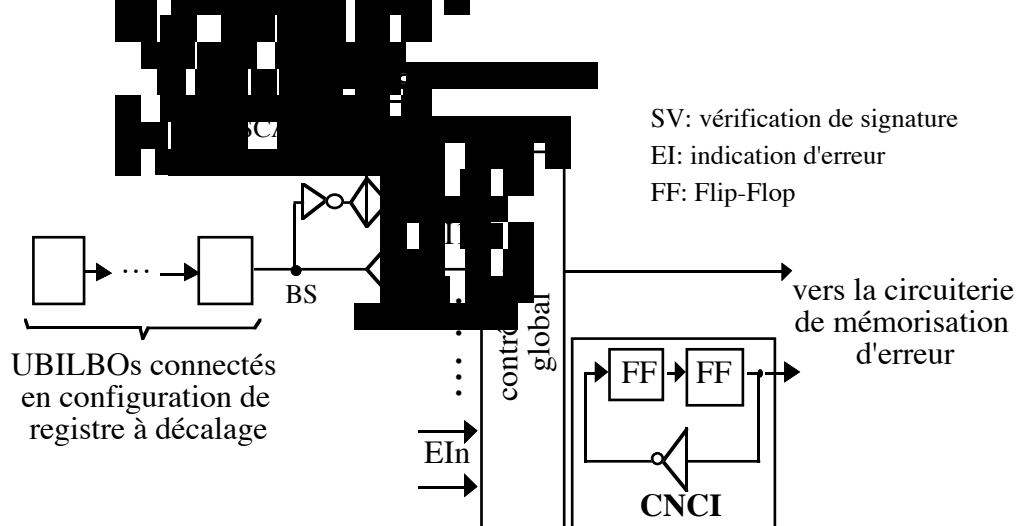 SV: vérification de signature
EI: indication d'erreur
FF: Flip-Flop
BS
UBILBOs connectés
en configuration de
registre à décalage
global
vers la circuiterie
de mémorisation
d'erreur
FF FF
EIn
CNCI